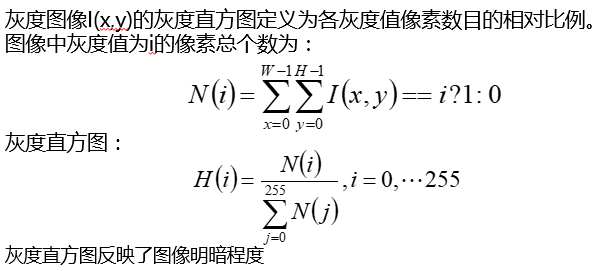 灰度图像I(x,y)的灰度直方图定义为各灰度值像素数目的相对比例。
图像中灰度值为i的像素总个数为：
N(i)=∑_{x=0}^{W−1}∑_{y=0}^{H−1}I(x,y)==i?1:0
灰度直方图：
H(i)=N(i)/∑_{j=0}^{255}N(j),i=0,⋯255
灰度直方图反映了图像明暗程度